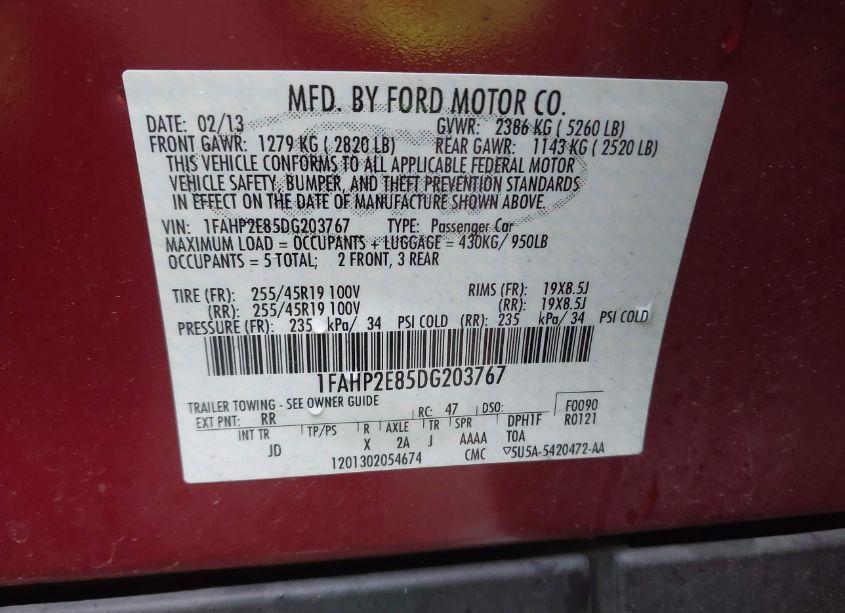 MFD. BY FORD MOTOR CO.
DATE: 02/13 GVWR: 2386 KG ( 5260 LB)
FRONT GAWR: 1279 KG ( 2820 LB) REAR GAWR: 1143 KG ( 2520 LB)
THIS VEHICLE CONFORMS TO ALL APPLICABLE FEDERAL MOTOR
VEHICLE SAFETY, BUMPER, AND THEFT PREVENTION STANDARDS
IN EFFECT ON THE DATE OF MANUFACTURE SHOWN ABOVE.
VIN: 1FAHP2E85DG203767 TYPE: Passenger Car
MAXIMUM LOAD = OCCUPANTS + LUGGAGE = 430KG/ 950LB
OCCUPANTS = 5 TOTAL; 2 FRONT, 3 REAR
TIRE (FR): 255/45R19 100V RIMS (FR): 19X8.5J
(RR): 255/45R19 100V (RR): 19X8.5J
PRESSURE (FR): 235 kPa/ 34 PSI COLD (RR): 235 kPa/ 34 PSI COLD
1FAHP2E85DG203767
TRAILER TOWING - SEE OWNER GUIDE
EXT PNT: RR RC: 47 DSO: F0090
INT TR TP/PS R AXLE TR SPR DPH1F R0121
JD X 2A J AAAA TOA
1201302054674 CMC ▽5U5A-5420472-AA